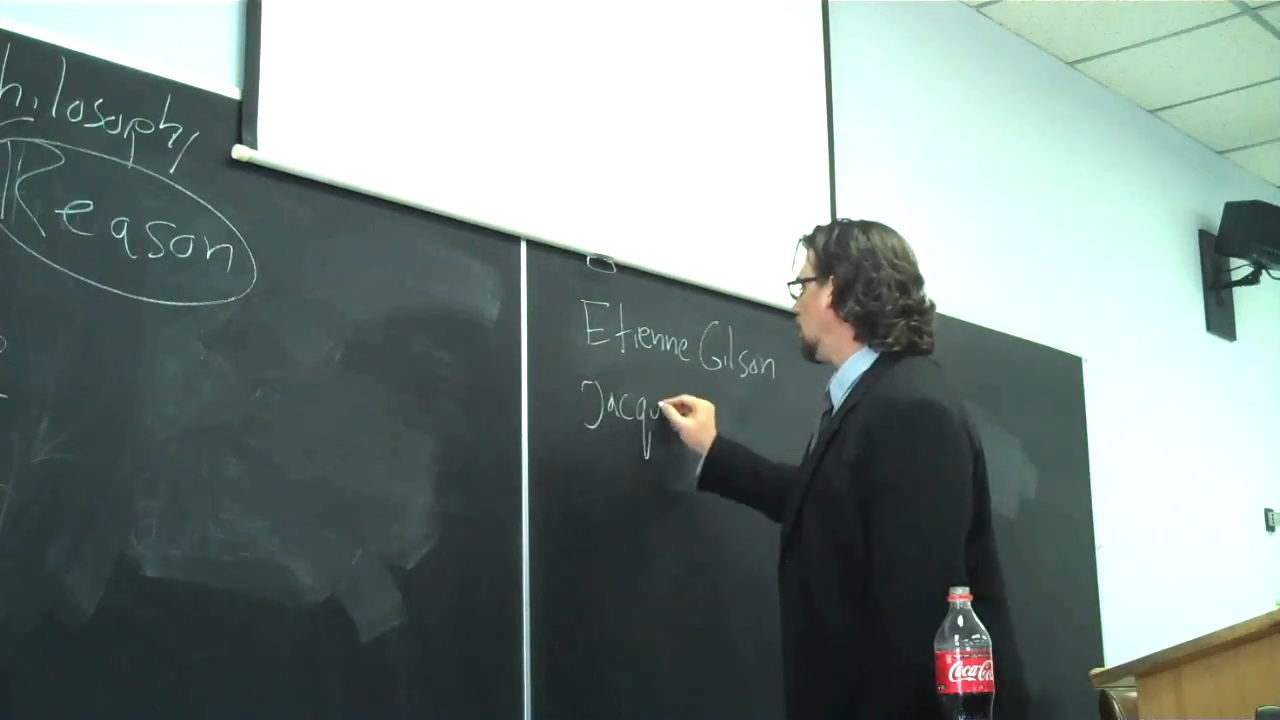 hilosophy
Reason
Etienne Gilson
Jacqu
Coca-Cola